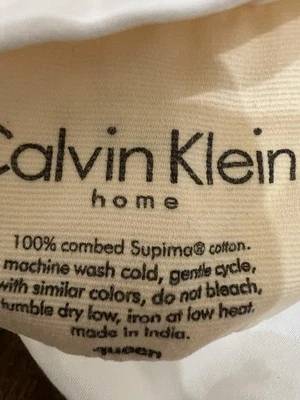 Calvin Klein
home
100% combed Supima® cotton.
machine wash cold, gentle cycle,
with similar colors, do not bleach,
tumble dry low, iron at low heat.
made in India.
queen